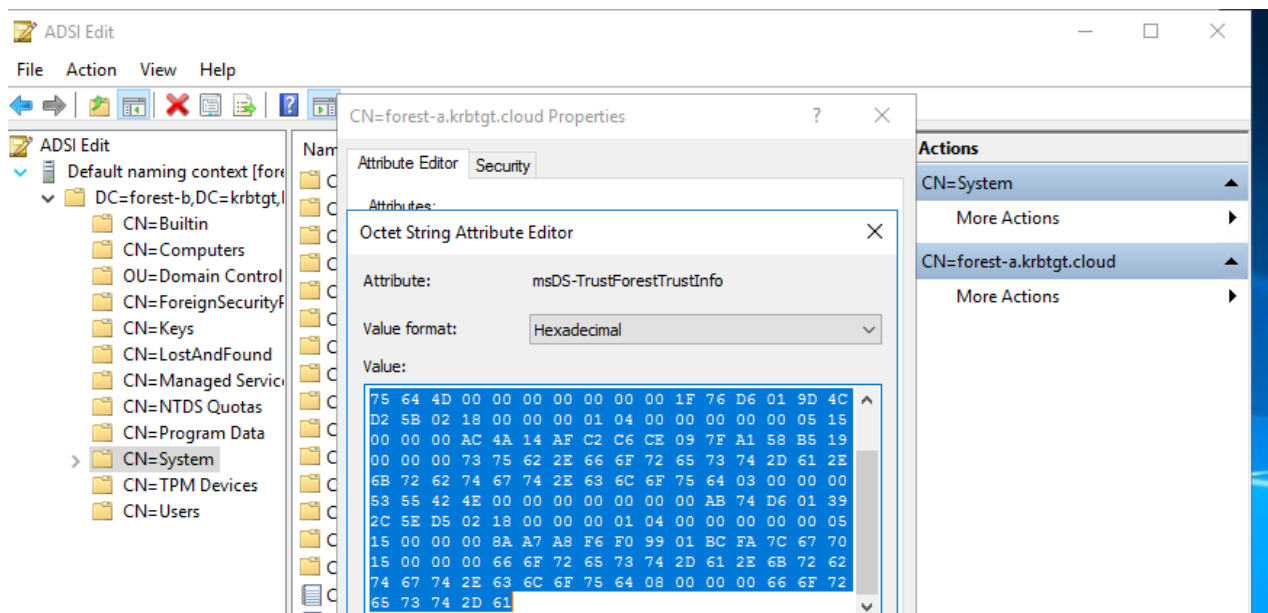 ADSI Edit
File Action View Help
ADSI Edit
Default naming context [fore
DC=forest-b,DC=krbtgt,
CN=Builtin
CN=Computers
OU=Domain Control
CN=ForeignSecurityP
CN=Keys
CN=LostAndFound
CN=Managed Servic
CN=NTDS Quotas
CN=Program Data
CN=System
CN=TPM Devices
CN=Users
Nam
CN=forest-a.krbtgt.cloud Properties
Attribute Editor Security
Attributes:
Octet String Attribute Editor
Attribute: msDS-TrustForestTrustInfo
Value format: Hexadecimal
Value:
75 64 4D 00 00 00 00 00 00 00 1F 76 D6 01 9D 4C
D2 5B 02 18 00 00 00 01 04 00 00 00 00 00 05 15
00 00 00 AC 4A 14 AF C2 C6 CE 09 7F A1 58 B5 19
00 00 00 73 75 62 2E 66 6F 72 65 73 74 2D 61 2E
6B 72 62 74 67 74 2E 63 6C 6F 75 64 03 00 00 00
53 55 42 4E 00 00 00 00 00 00 00 AB 74 D6 01 39
2C 5E D5 02 18 00 00 00 01 04 00 00 00 00 00 05
15 00 00 00 8A A7 A8 F6 F0 99 01 BC FA 7C 67 70
15 00 00 00 66 6F 72 65 73 74 2D 61 2E 6B 72 62
74 67 74 2E 63 6C 6F 75 64 08 00 00 00 66 6F 72
65 73 74 2D 61
Actions
CN=System
More Actions
CN=forest-a.krbtgt.cloud
More Actions